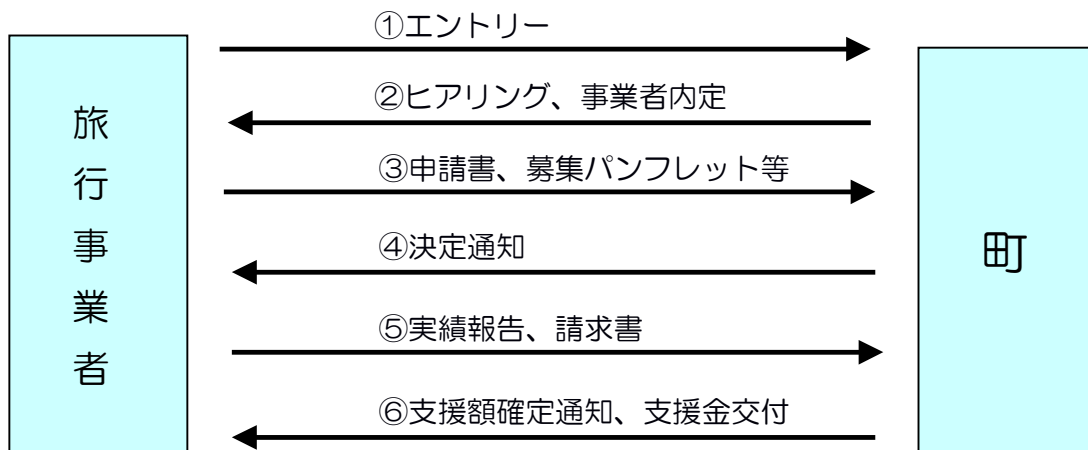 ①エントリー
②ヒアリング、事業者内定
③申請書、募集パンフレット等
④決定通知
⑤実績報告、請求書
⑥支援額確定通知、支援金交付
旅行事業者
町